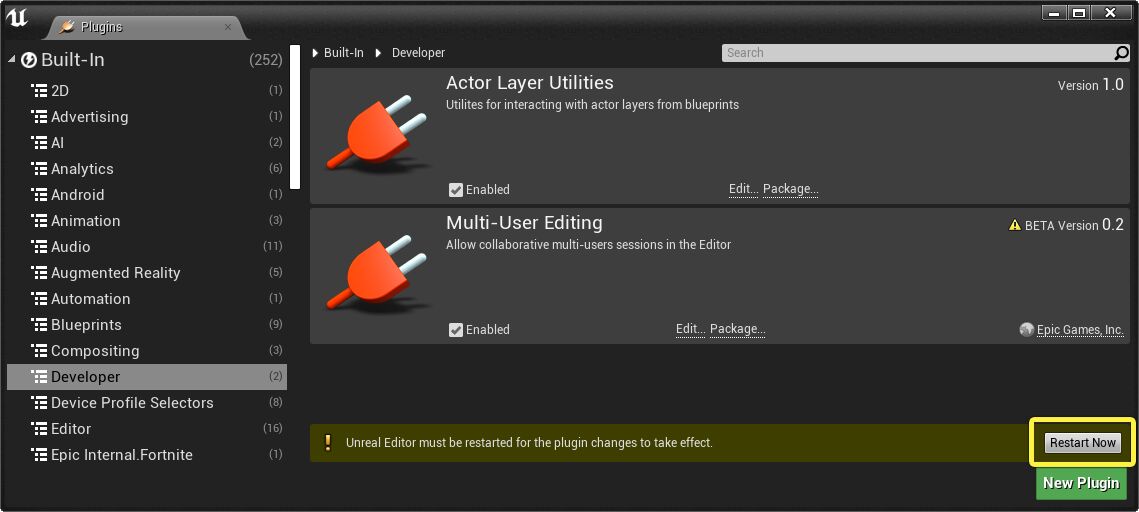 Plugins
Built-In (252)
2D (1)
Advertising (1)
AI (2)
Analytics (6)
Android (1)
Animation (3)
Audio (11)
Augmented Reality (5)
Automation (1)
Blueprints (9)
Compositing (3)
Developer (2)
Device Profile Selectors (8)
Editor (16)
Epic Internal.Fortnite (1)
Built-In Developer
Search
Actor Layer Utilities
Version 1.0
Utilites for interacting with actor layers from blueprints
Enabled
Edit... Package...
Multi-User Editing
BETA Version 0.2
Allow collaborative multi-users sessions in the Editor
Enabled
Edit... Package...
Epic Games, Inc.
Unreal Editor must be restarted for the plugin changes to take effect.
Restart Now
New Plugin